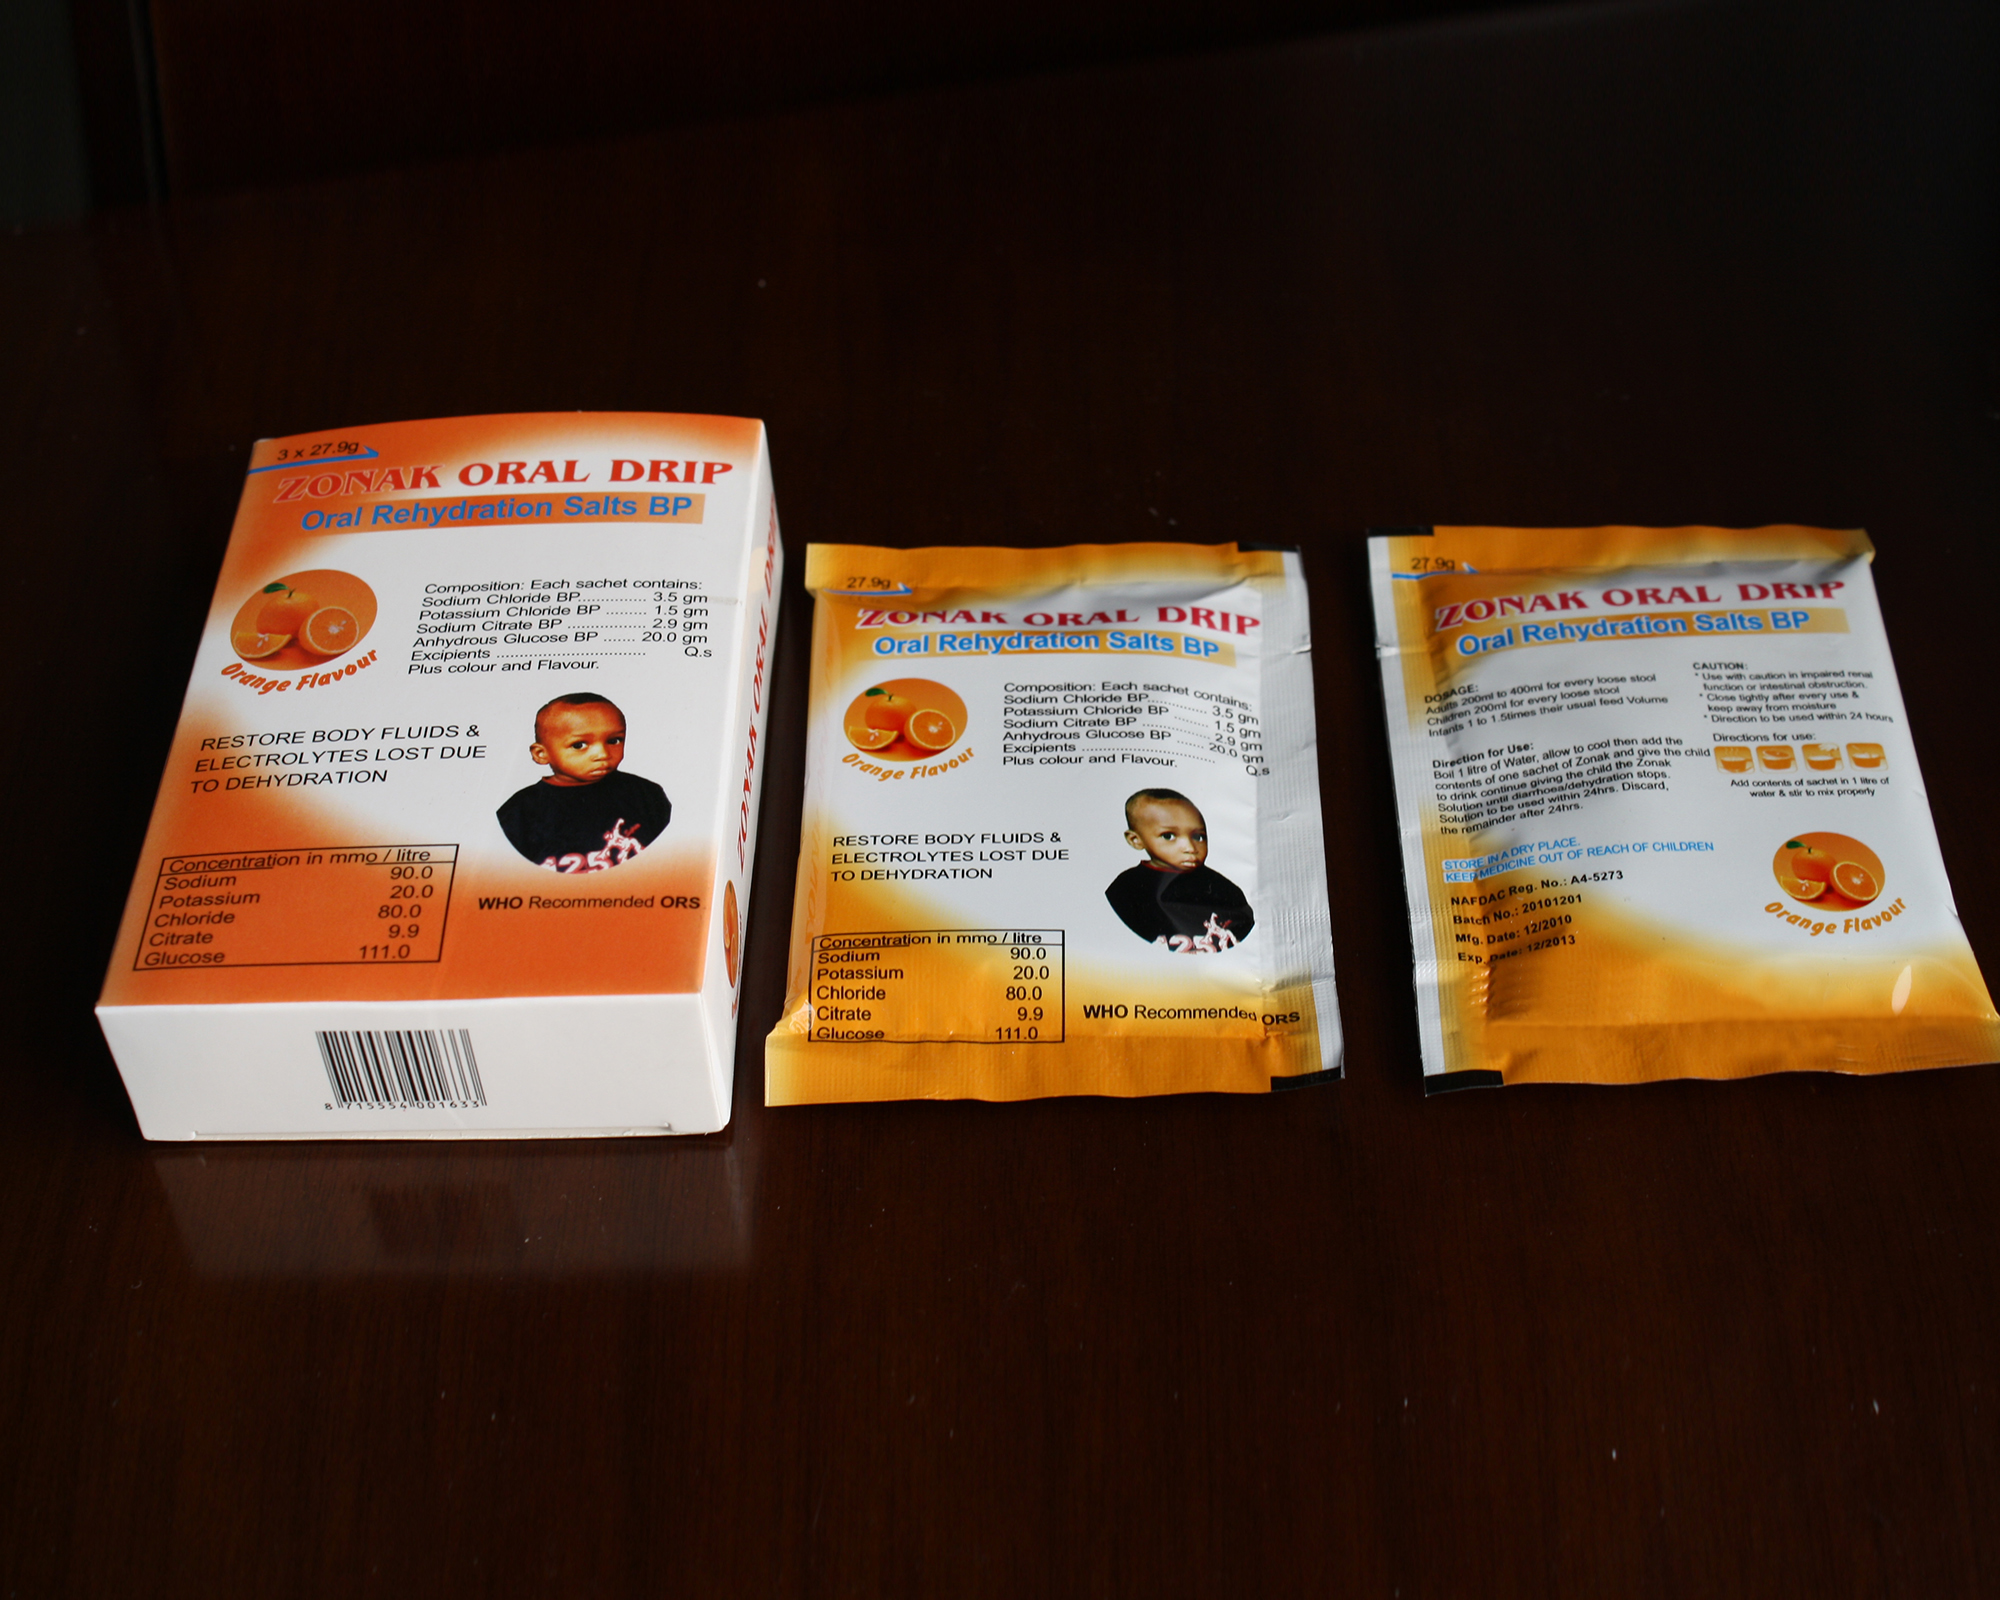 3 x 27.9g
ZONAK ORAL DRIP
Oral Rehydration Salts BP
Orange Flavour
Composition: Each sachet contains:
Sodium Chloride BP............... 3.5 gm
Potassium Chloride BP ......... 1.5 gm
Sodium Citrate BP ................. 2.9 gm
Anhydrous Glucose BP ....... 20.0 gm
Excipients ................................ Q.s
Plus colour and Flavour.
RESTORE BODY FLUIDS &
ELECTROLYTES LOST DUE
TO DEHYDRATION
Concentration in mmo / litre
Sodium 90.0
Potassium 20.0
Chloride 80.0
Citrate 9.9
Glucose 111.0
WHO Recommended ORS
8 715554 001633
ZONAK ORAL DRIP
27.9g
ZONAK ORAL DRIP
Oral Rehydration Salts BP
Orange Flavour
Composition: Each sachet contains:
Sodium Chloride BP............... 3.5 gm
Potassium Chloride BP ......... 1.5 gm
Sodium Citrate BP ................. 2.9 gm
Anhydrous Glucose BP ....... 20.0 gm
Excipients ................................ Q.s
Plus colour and Flavour.
RESTORE BODY FLUIDS &
ELECTROLYTES LOST DUE
TO DEHYDRATION
125
Concentration in mmo / litre
Sodium 90.0
Potassium 20.0
Chloride 80.0
Citrate 9.9
Glucose 111.0
WHO Recommended ORS
27.9g
ZONAK ORAL DRIP
Oral Rehydration Salts BP
DOSAGE:
Adults 200ml to 400ml for every loose stool
Children 200ml for every loose stool
Infants 1 to 1.5times their usual feed Volume
Direction for Use:
Boil 1 litre of Water, allow to cool then add the
contents of one sachet of Zonak and give the child
to drink continue giving the child the Zonak
Solution until diarrhoea/dehydration stops.
Solution to be used within 24hrs. Discard,
the remainder after 24hrs.
STORE IN A DRY PLACE.
KEEP MEDICINE OUT OF REACH OF CHILDREN
NAFDAC Reg. No.: A4-5273
Batch No.: 20101201
Mfg. Date: 12/2010
Exp. Date: 12/2013
CAUTION:
* Use with caution in impaired renal
function or intestinal obstruction.
* Close tightly after every use &
keep away from moisture
* Direction to be used within 24 hours
Directions for use:
Add contents of sachet in 1 litre of
water & stir to mix properly
Orange Flavour